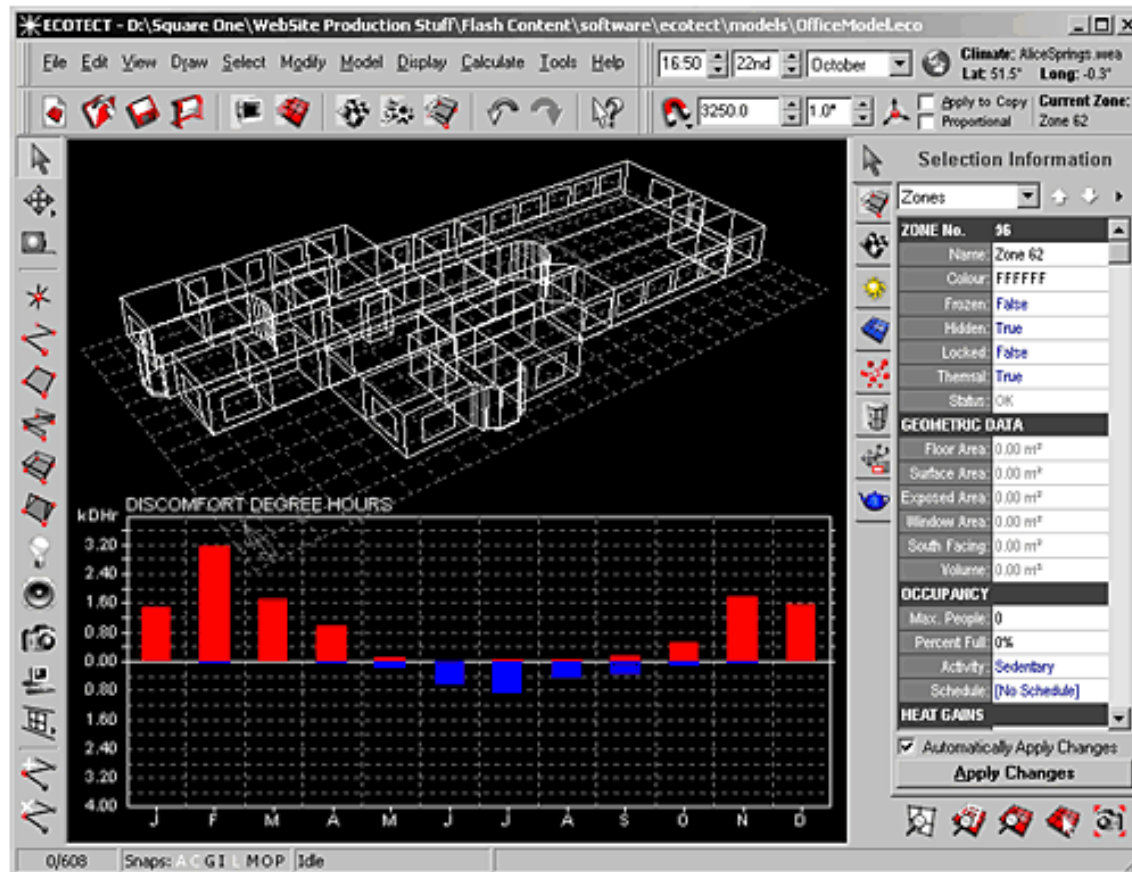 ECOTECT - D:\Square One\WebSite Production Stuff\Flash Content\software\ecotect\models\OfficeModel.eco
File Edit View Draw Select Modify Model Display Calculate Tools Help
16:50 22nd October
Climate: AliceSprings.wea
Lat: 51.5° Long: -0.3°
3250.0 1.0°
Apply to Copy
Proportional
Current Zone:
Zone 62
Selection Information
Zones
ZONE No. 96
Name: Zone 62
Colour: FFFFFF
Frozen: False
Hidden: True
Locked: False
Thermal: True
Status: OK
GEOMETRIC DATA
Floor Area: 0.00 m²
Surface Area: 0.00 m²
Exposed Area: 0.00 m²
Window Area: 0.00 m²
South Facing: 0.00 m²
Volume: 0.00 m²
OCCUPANCY
Max. People: 0
Percent Full: 0%
Activity: Sedentary
Schedule: [No Schedule]
HEAT GAINS
Automatically Apply Changes
Apply Changes
DISCOMFORT DEGREE HOURS
kDHr
3.20
2.40
1.60
0.80
0.00
0.80
1.60
2.40
3.20
4.00
J F M A M J J A S O N D
0/608 Snaps: A C G I L M O P Idle